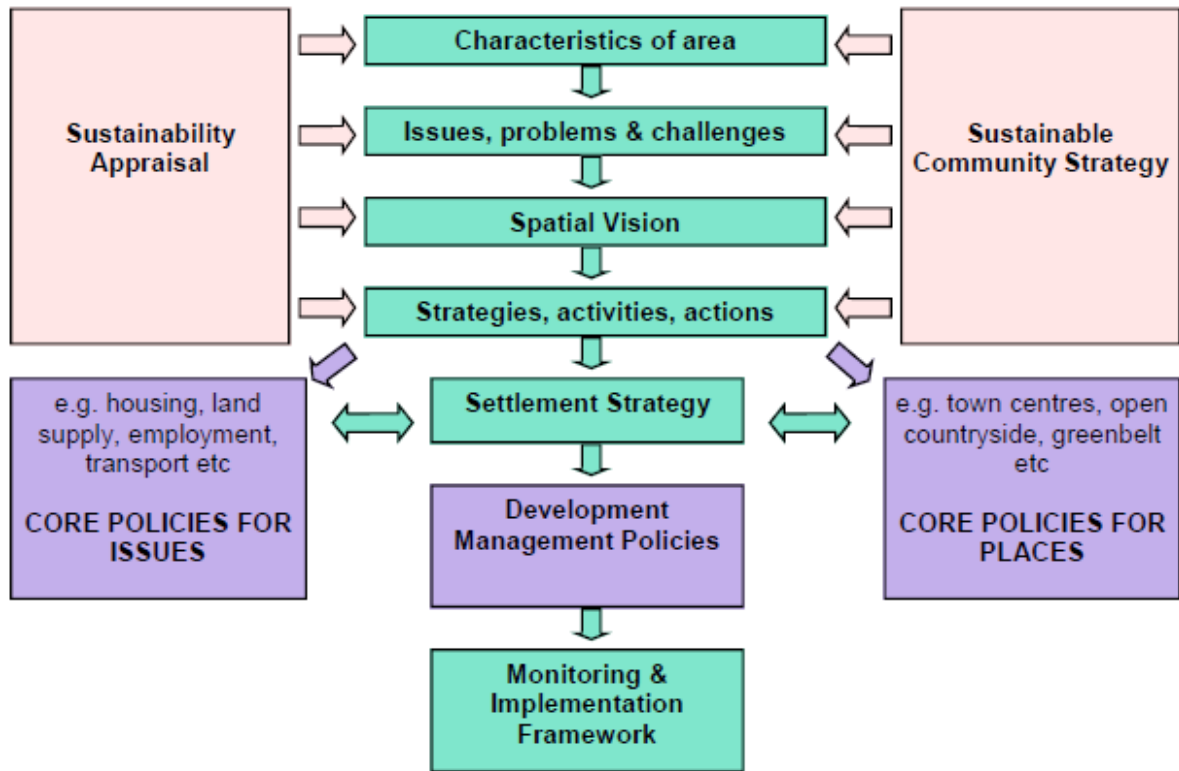 Characteristics of area
Sustainability
Appraisal
Issues, problems & challenges
Sustainable
Community Strategy
Spatial Vision
Strategies, activities, actions
e.g. housing, land
supply, employment,
transport etc
CORE POLICIES FOR
ISSUES
Settlement Strategy
e.g. town centres, open
countryside, greenbelt
etc
CORE POLICIES FOR
PLACES
Development
Management Policies
Monitoring &
Implementation
Framework